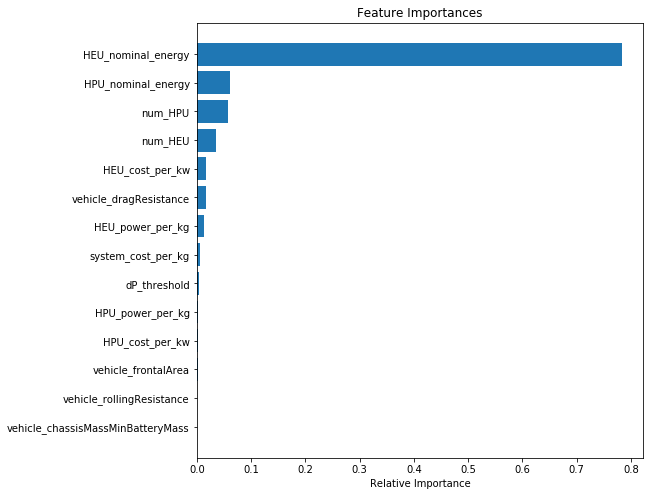 Feature Importances
HEU_nominal_energy
HPU_nominal_energy
num_HPU
num_HEU
HEU_cost_per_kw
vehicle_dragResistance
HEU_power_per_kg
system_cost_per_kg
dP_threshold
HPU_power_per_kg
HPU_cost_per_kw
vehicle_frontalArea
vehicle_rollingResistance
vehicle_chassisMassMinBatteryMass
0.0 0.1 0.2 0.3 0.4 0.5 0.6 0.7 0.8
Relative Importance